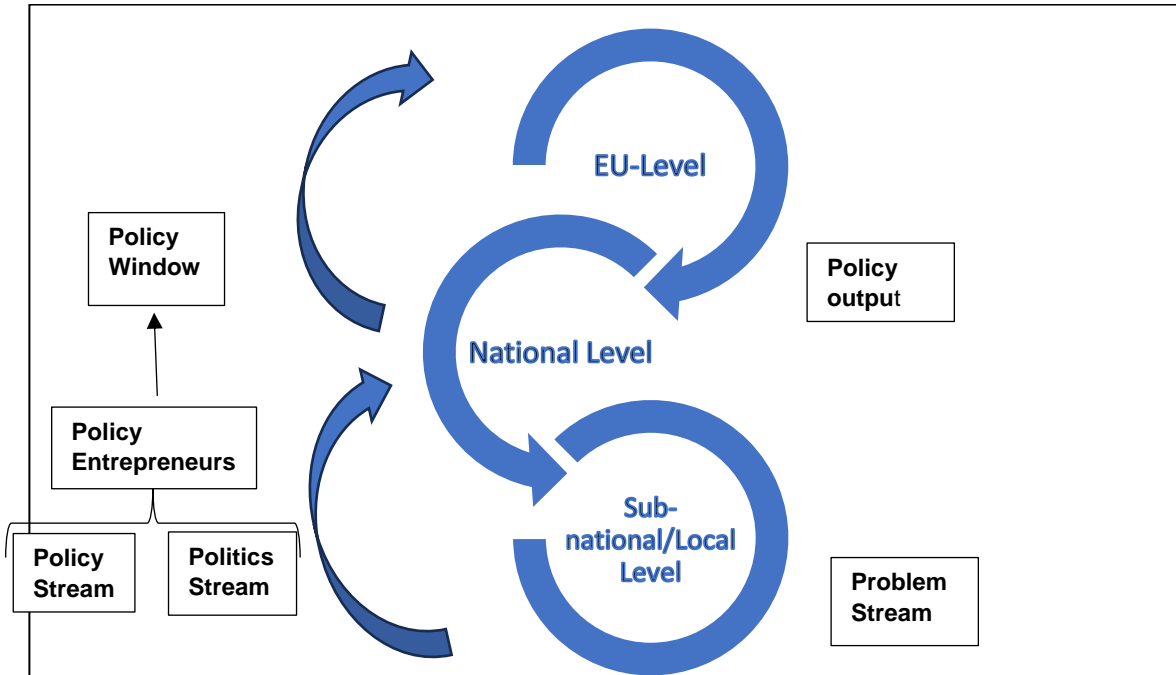 EU-Level
Policy
Window
Policy
output
National Level
Policy
Entrepreneurs
Sub-
national/Local
Level
Policy
Stream
Politics
Stream
Problem
Stream